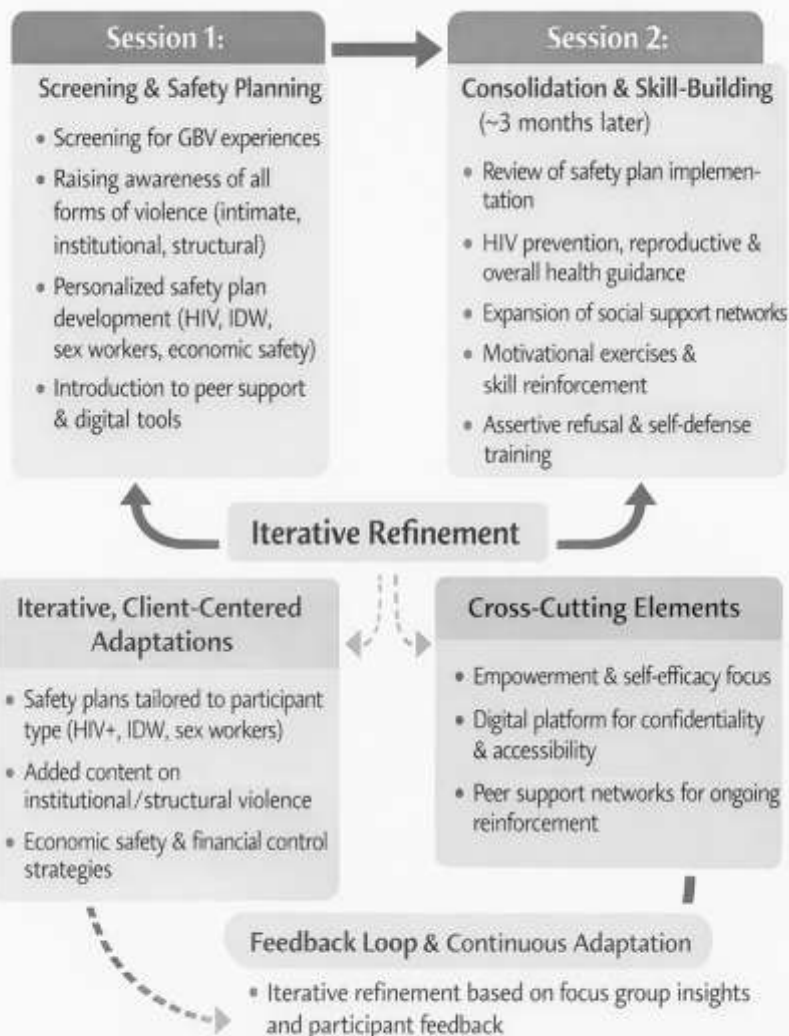 Session 1:
Screening & Safety Planning
• Screening for GBV experiences
• Raising awareness of all
forms of violence (intimate,
institutional, structural)
• Personalized safety plan
development (HIV, IDW,
sex workers, economic safety)
• Introduction to peer support
& digital tools
Session 2:
Consolidation & Skill-Building
(~3 months later)
• Review of safety plan implemen-
tation
• HIV prevention, reproductive &
overall health guidance
• Expansion of social support networks
• Motivational exercises &
skill reinforcement
• Assertive refusal & self-defense
training
Iterative Refinement
Iterative, Client-Centered
Adaptations
• Safety plans tailored to participant
type (HIV+, IDW, sex workers)
• Added content on
institutional/structural violence
• Economic safety & financial control
strategies
Cross-Cutting Elements
• Empowerment & self-efficacy focus
• Digital platform for confidentiality
& accessibility
• Peer support networks for ongoing
reinforcement
Feedback Loop & Continuous Adaptation
• Iterative refinement based on focus group insights
and participant feedback